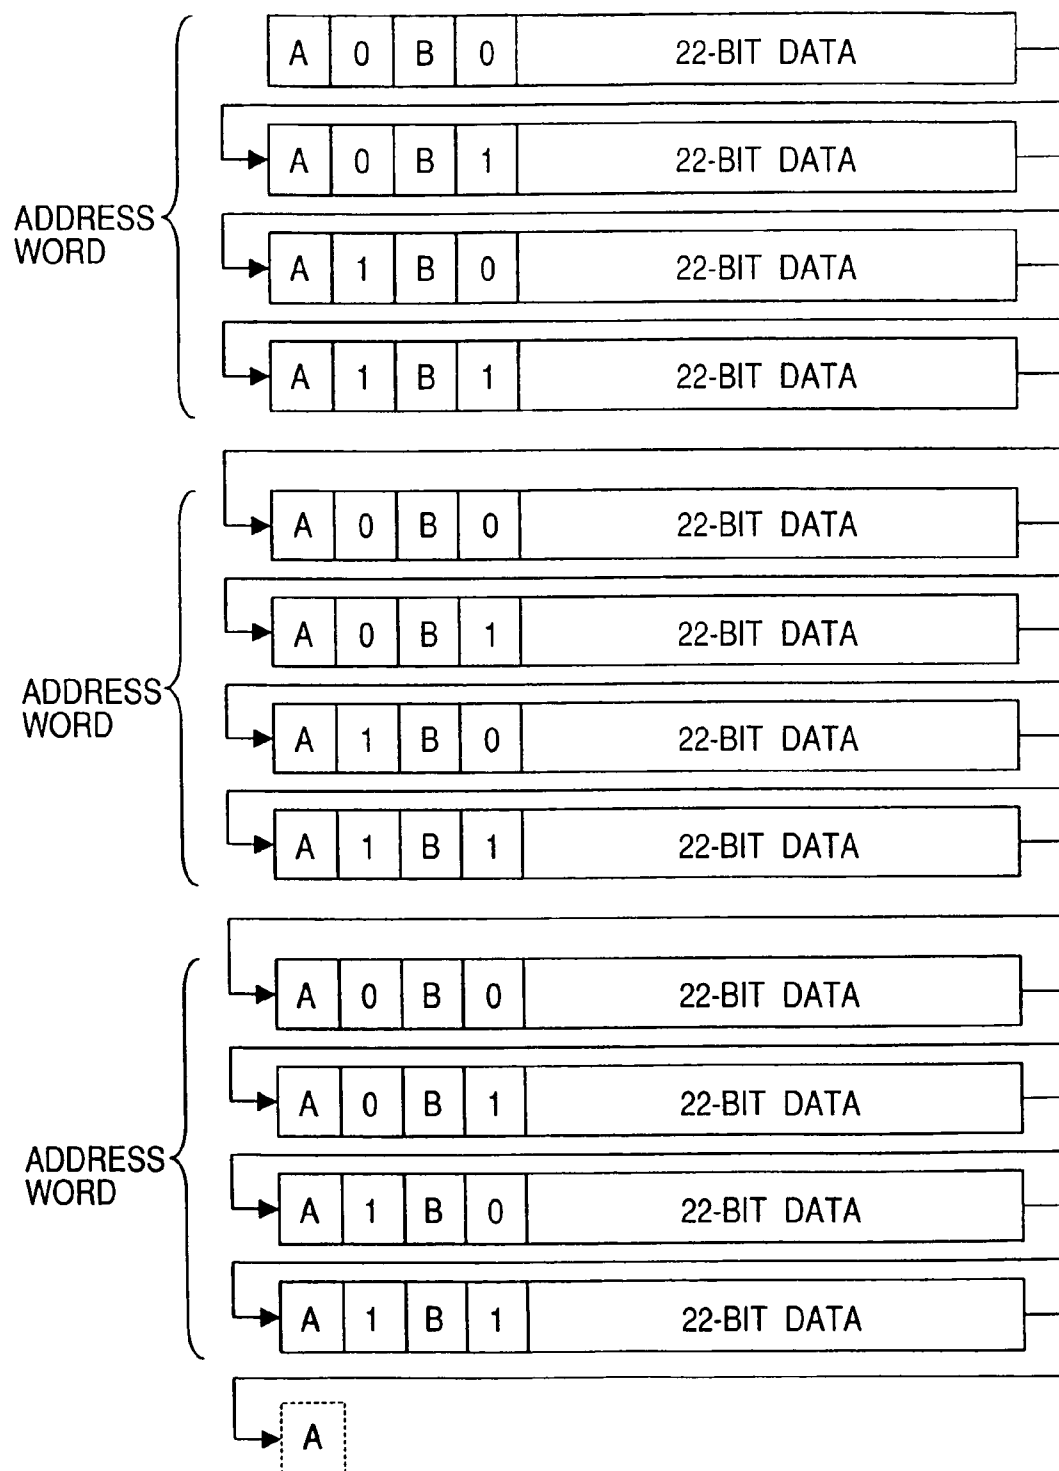 A 0 B 0 22-BIT DATA
A 0 B 1 22-BIT DATA
ADDRESS
WORD
A 1 B 0 22-BIT DATA
A 1 B 1 22-BIT DATA
A 0 B 0 22-BIT DATA
A 0 B 1 22-BIT DATA
ADDRESS
WORD
A 1 B 0 22-BIT DATA
A 1 B 1 22-BIT DATA
A 0 B 0 22-BIT DATA
A 0 B 1 22-BIT DATA
ADDRESS
WORD
A 1 B 0 22-BIT DATA
A 1 B 1 22-BIT DATA
A